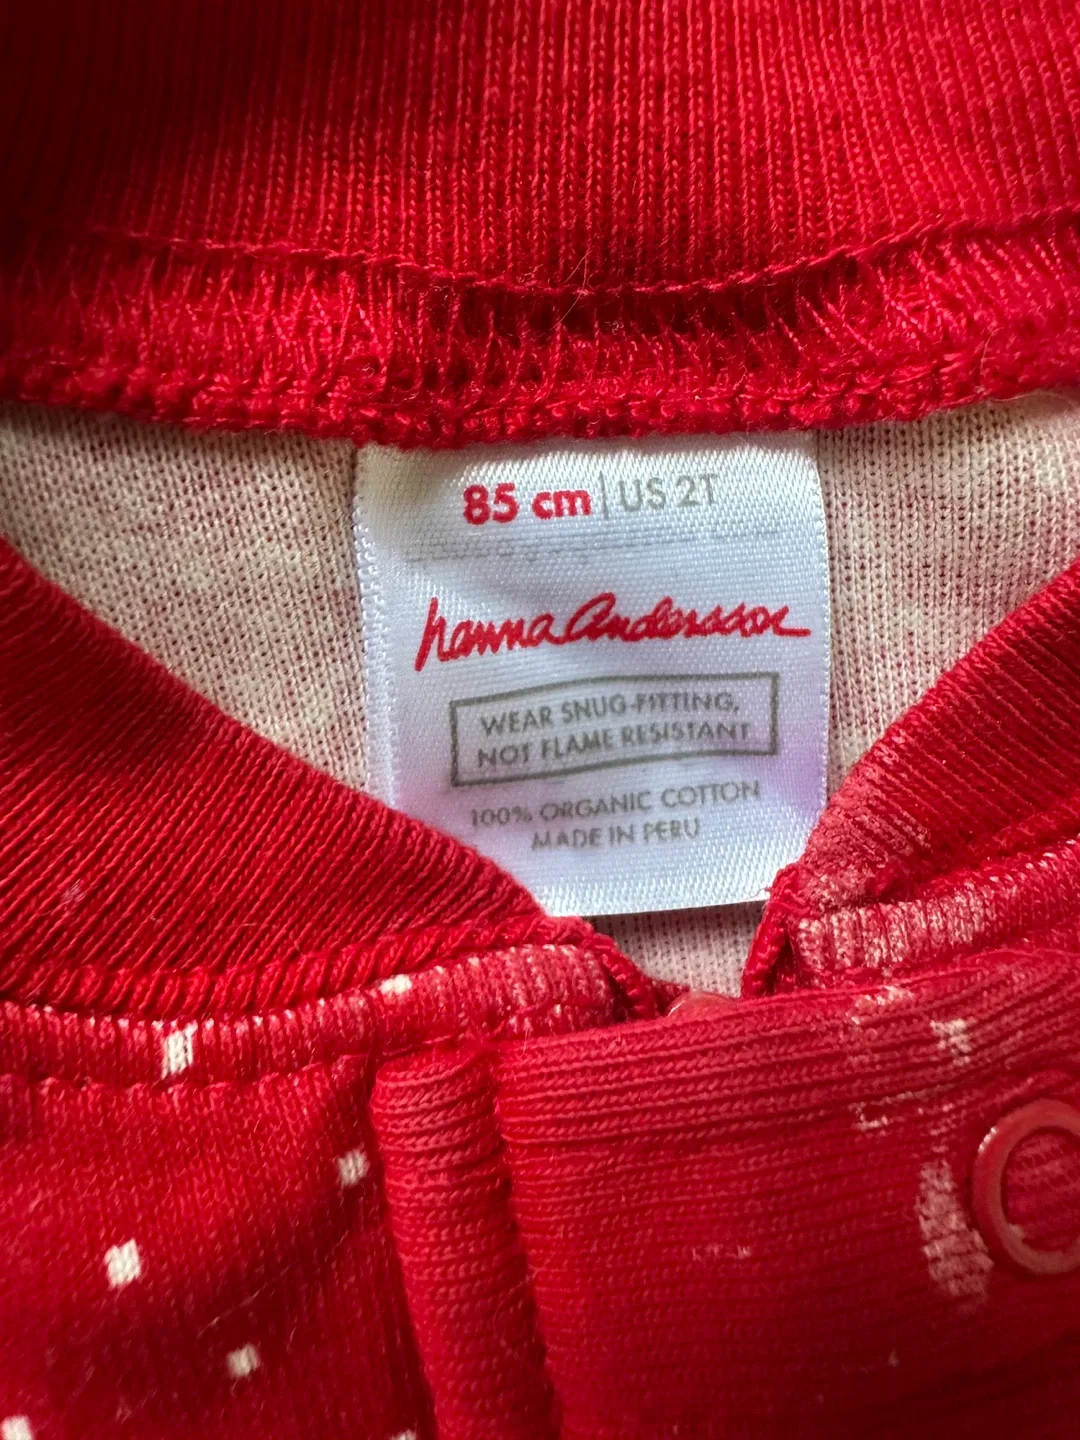 85 cm | US 2T
hanna Andersson
WEAR SNUG-FITTING,
NOT FLAME RESISTANT
100% ORGANIC COTTON
MADE IN PERU